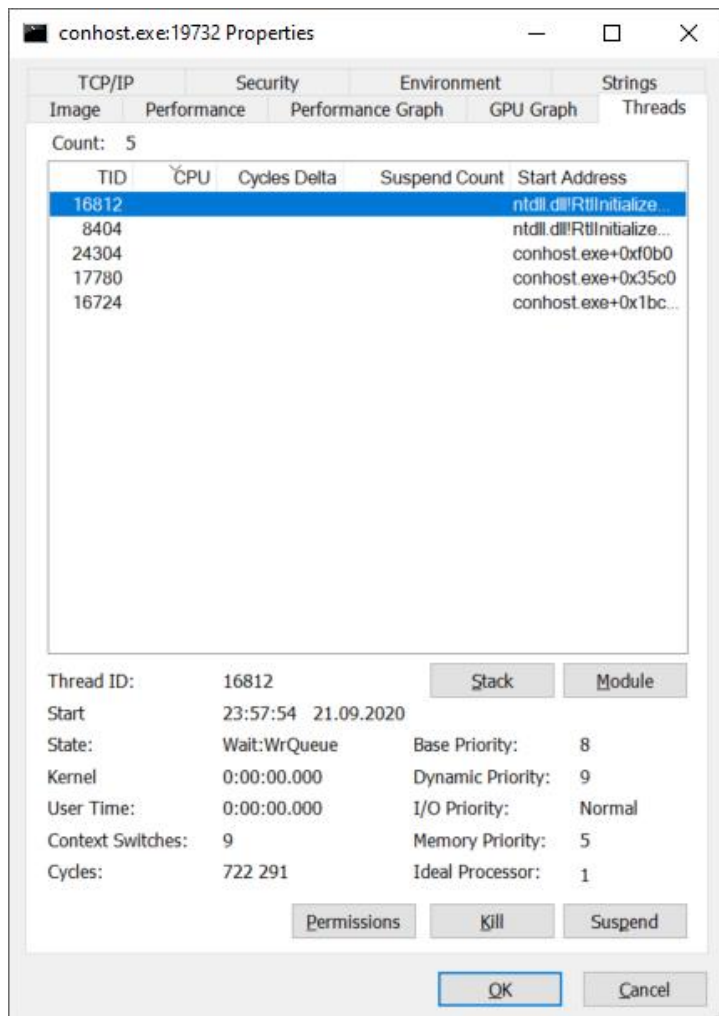 conhost.exe:19732 Properties
TCP/IP Security Environment Strings
Image Performance Performance Graph GPU Graph Threads
Count: 5
TID CPU Cycles Delta Suspend Count Start Address
16812 ntdll.dll!RtlInitialize...
8404 ntdll.dll!RtlInitialize...
24304 conhost.exe+0xf0b0
17780 conhost.exe+0x35c0
16724 conhost.exe+0x1bc...
Thread ID: 16812 Stack Module
Start 23:57:54 21.09.2020
State: Wait:WrQueue Base Priority: 8
Kernel 0:00:00.000 Dynamic Priority: 9
User Time: 0:00:00.000 I/O Priority: Normal
Context Switches: 9 Memory Priority: 5
Cycles: 722 291 Ideal Processor: 1
Permissions Kill Suspend
OK Cancel